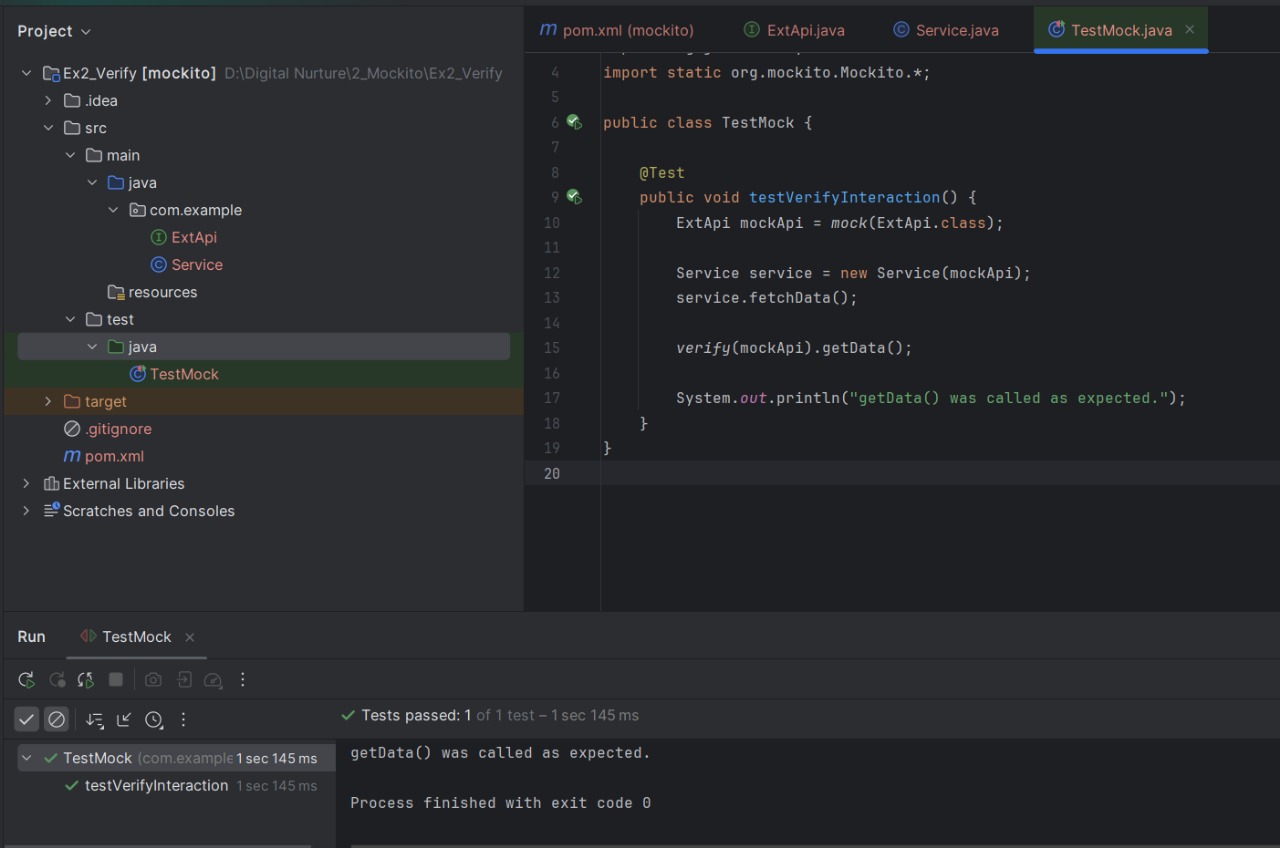 Project
pom.xml (mockito)
ExtApi.java
Service.java
TestMock.java
Ex2_Verify [mockito] D:\Digital Nurture\2_Mockito\Ex2_Verify
.idea
src
main
java
com.example
ExtApi
Service
resources
test
java
TestMock
target
.gitignore
m pom.xml
External Libraries
Scratches and Consoles
4 import static org.mockito.Mockito.*;
5
6 public class TestMock {
7
8 @Test
9 public void testVerifyInteraction() {
10 ExtApi mockApi = mock(ExtApi.class);
11
12 Service service = new Service(mockApi);
13 service.fetchData();
14
15 verify(mockApi).getData();
16
17 System.out.println("getData() was called as expected.");
18 }
19 }
20
Run
TestMock
Tests passed: 1 of 1 test – 1 sec 145 ms
TestMock (com.example 1 sec 145 ms
testVerifyInteraction 1 sec 145 ms
getData() was called as expected.
Process finished with exit code 0